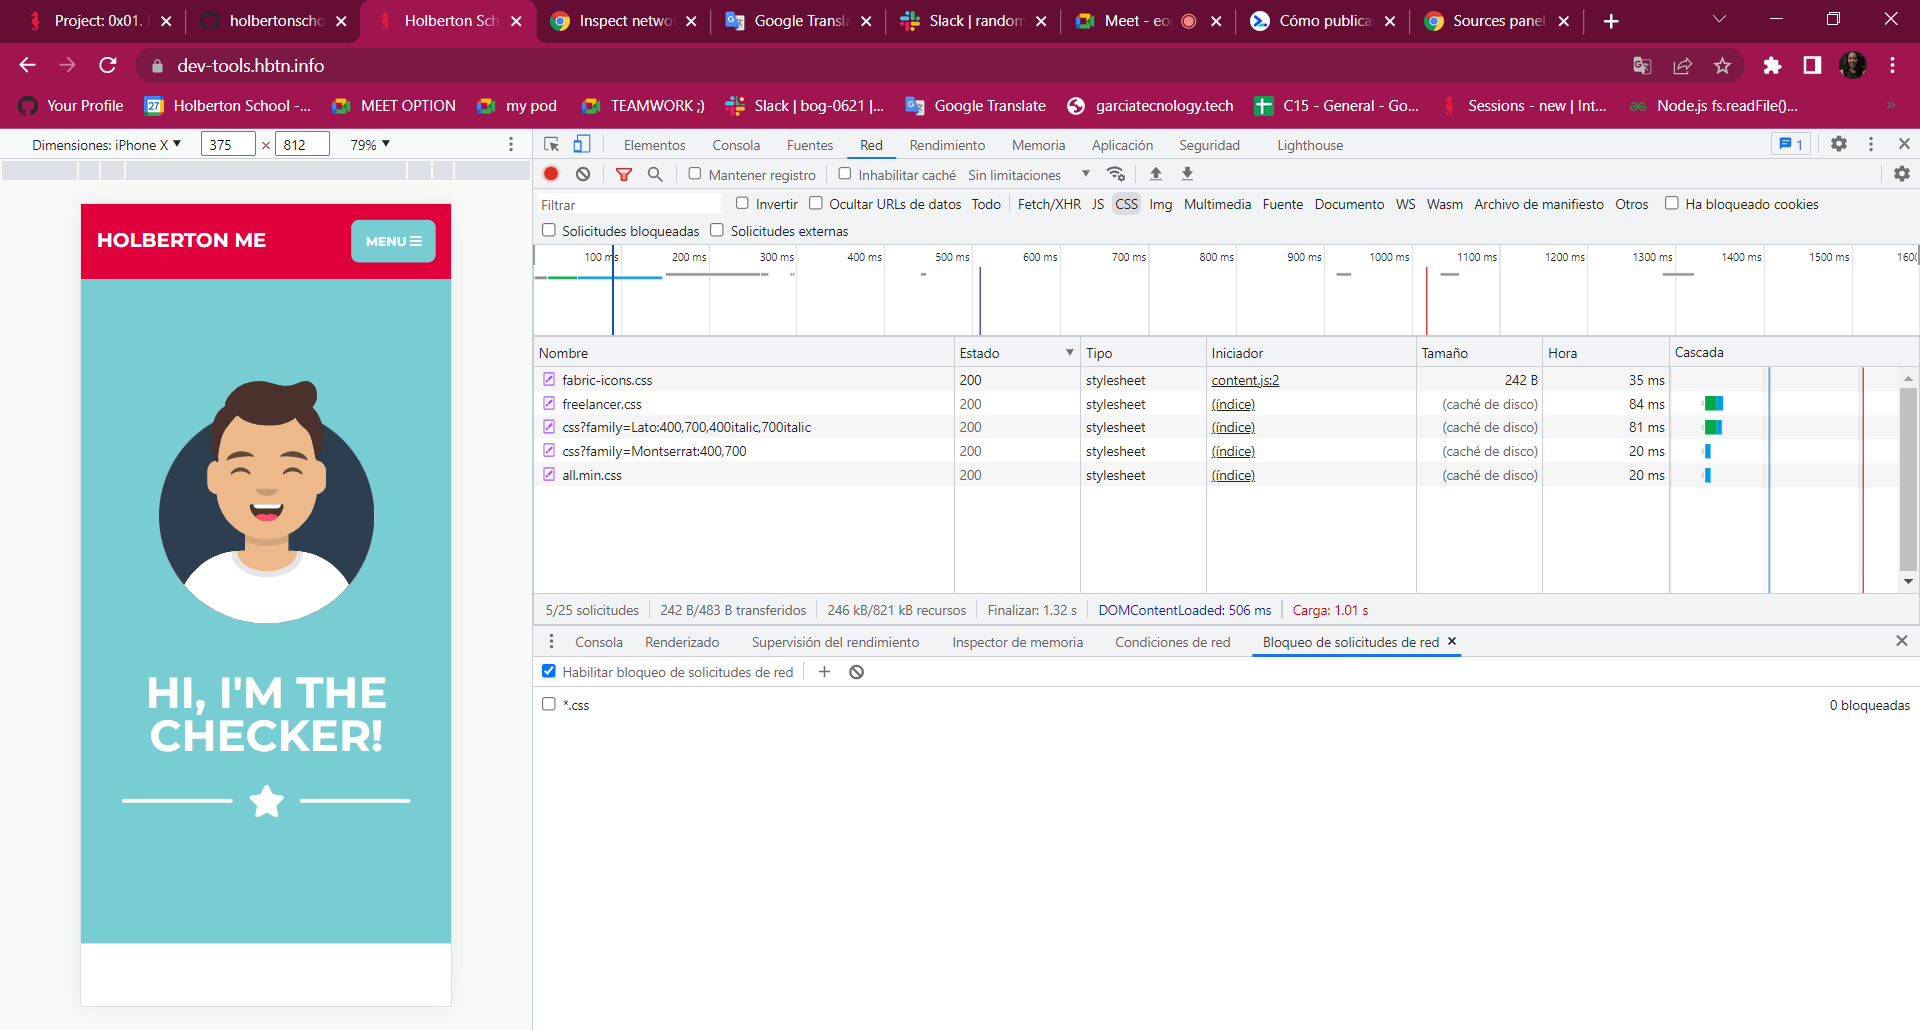 Project: 0x01.
holbertonscho
Holberton Sch
Inspect netwo
Google Transla
Slack | random
Meet - eo
Cómo publica
Sources panel
dev-tools.hbtn.info
Your Profile
27
Holberton School -...
MEET OPTION
my pod
TEAMWORK ;)
Slack | bog-0621 |...
Google Translate
garciatecnology.tech
C15 - General - Go...
Sessions - new | Int...
Node.js fs.readFile()...
»
Dimensiones: iPhone X ▼
375 × 812
79% ▼
HOLBERTON ME
MENU
HI, I'M THE
CHECKER!
Elementos
Consola
Fuentes
Red
Rendimiento
Memoria
Aplicación
Seguridad
Lighthouse
1
Mantener registro
Inhabilitar caché
Sin limitaciones
Filtrar
Invertir
Ocultar URLs de datos
Todo
Fetch/XHR
JS
CSS
Img
Multimedia
Fuente
Documento
WS
Wasm
Archivo de manifiesto
Otros
Ha bloqueado cookies
Solicitudes bloqueadas
Solicitudes externas
100 ms
200 ms
300 ms
400 ms
500 ms
600 ms
700 ms
800 ms
900 ms
1000 ms
1100 ms
1200 ms
1300 ms
1400 ms
1500 ms
1600
Nombre
Estado
Tipo
Iniciador
Tamaño
Hora
Cascada
fabric-icons.css 200 stylesheet content.js:2 242 B 35 ms
freelancer.css 200 stylesheet (índice) (caché de disco) 84 ms
css?family=Lato:400,700,400italic,700italic 200 stylesheet (índice) (caché de disco) 81 ms
css?family=Montserrat:400,700 200 stylesheet (índice) (caché de disco) 20 ms
all.min.css 200 stylesheet (índice) (caché de disco) 20 ms
5/25 solicitudes
242 B/483 B transferidos
246 kB/821 kB recursos
Finalizar: 1.32 s
DOMContentLoaded: 506 ms
Carga: 1.01 s
Consola
Renderizado
Supervisión del rendimiento
Inspector de memoria
Condiciones de red
Bloqueo de solicitudes de red
Habilitar bloqueo de solicitudes de red
*.css
0 bloqueadas